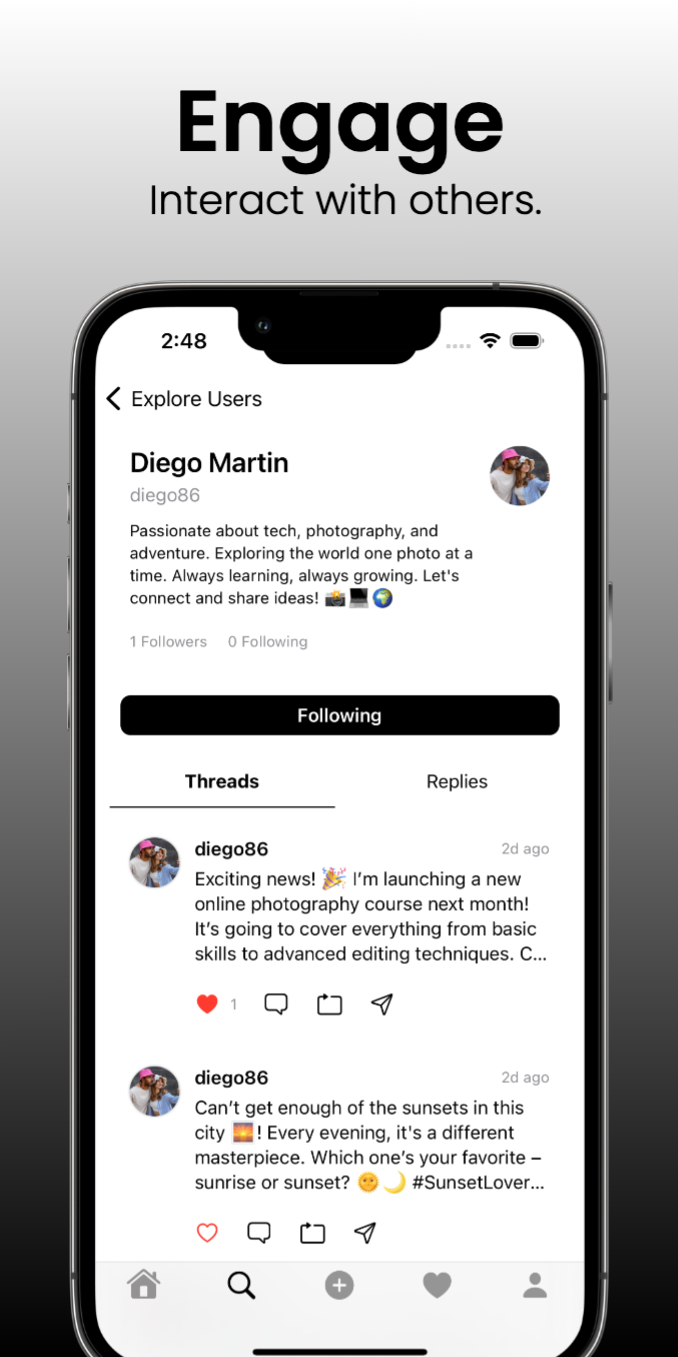 Engage
Interact with others.
2:48
Explore Users
Diego Martin
diego86
Passionate about tech, photography, and
adventure. Exploring the world one photo at a
time. Always learning, always growing. Let's
connect and share ideas! 📸💻🌍
1 Followers 0 Following
Following
Threads Replies
diego86 2d ago
Exciting news! 🎉 I’m launching a new
online photography course next month!
It’s going to cover everything from basic
skills to advanced editing techniques. C...
1
diego86 2d ago
Can’t get enough of the sunsets in this
city 🌅! Every evening, it's a different
masterpiece. Which one’s your favorite –
sunrise or sunset? 🌞🌙 #SunsetLover...